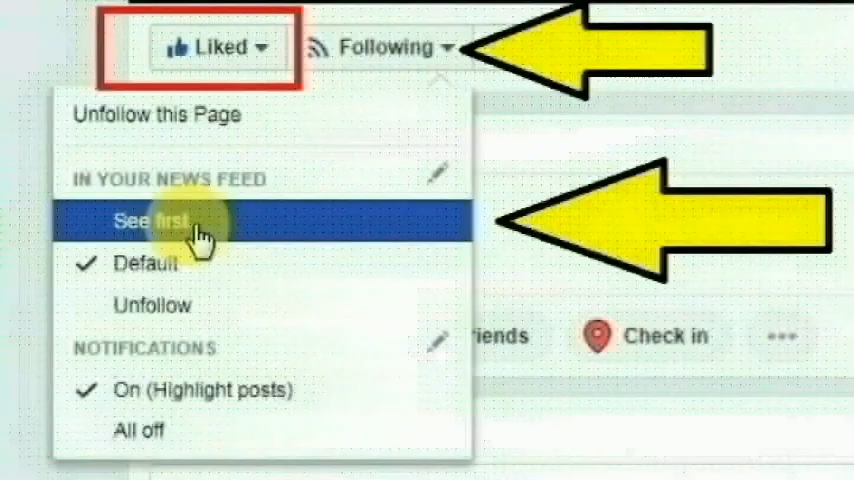 Liked Following
Unfollow this Page
IN YOUR NEWS FEED
See first
Default
Unfollow
NOTIFICATIONS
On (Highlight posts)
All off
riends Check in